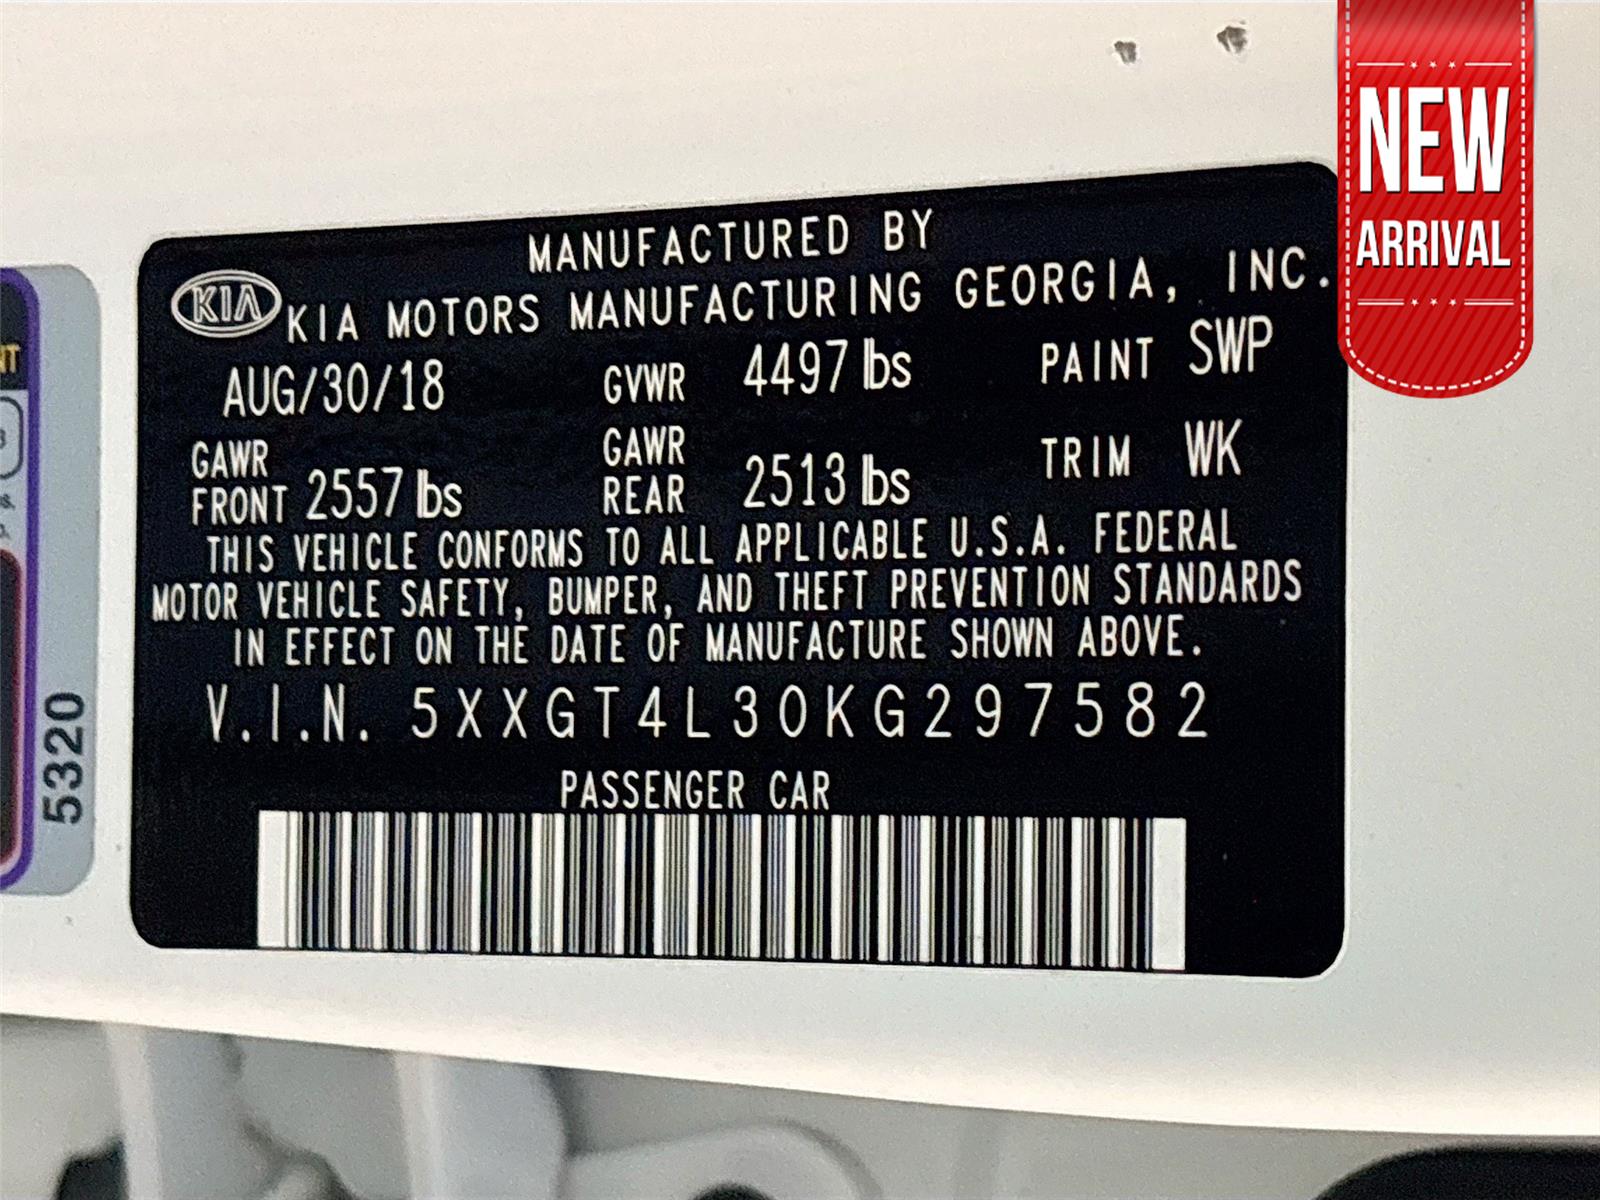 NEW
ARRIVAL
MANUFACTURED BY
KIA KIA MOTORS MANUFACTURING GEORGIA, INC.
AUG/30/18 GVWR 4497 lbs PAINT SWP
GAWR FRONT 2557 lbs GAWR REAR 2513 lbs TRIM WK
THIS VEHICLE CONFORMS TO ALL APPLICABLE U.S.A. FEDERAL
MOTOR VEHICLE SAFETY, BUMPER, AND THEFT PREVENTION STANDARDS
IN EFFECT ON THE DATE OF MANUFACTURE SHOWN ABOVE.
V.I.N. 5XXGT4L30KG297582
PASSENGER CAR
5320